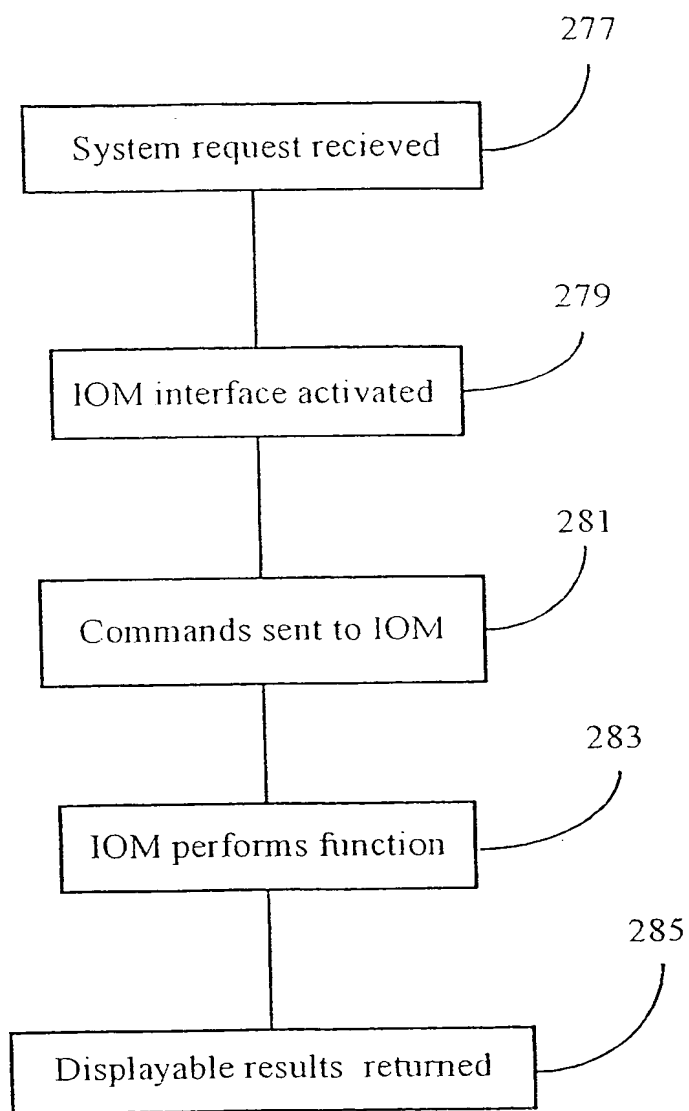 277
System request recieved
279
IOM interface activated
281
Commands sent to IOM
283
IOM performs function
285
Displayable results returned